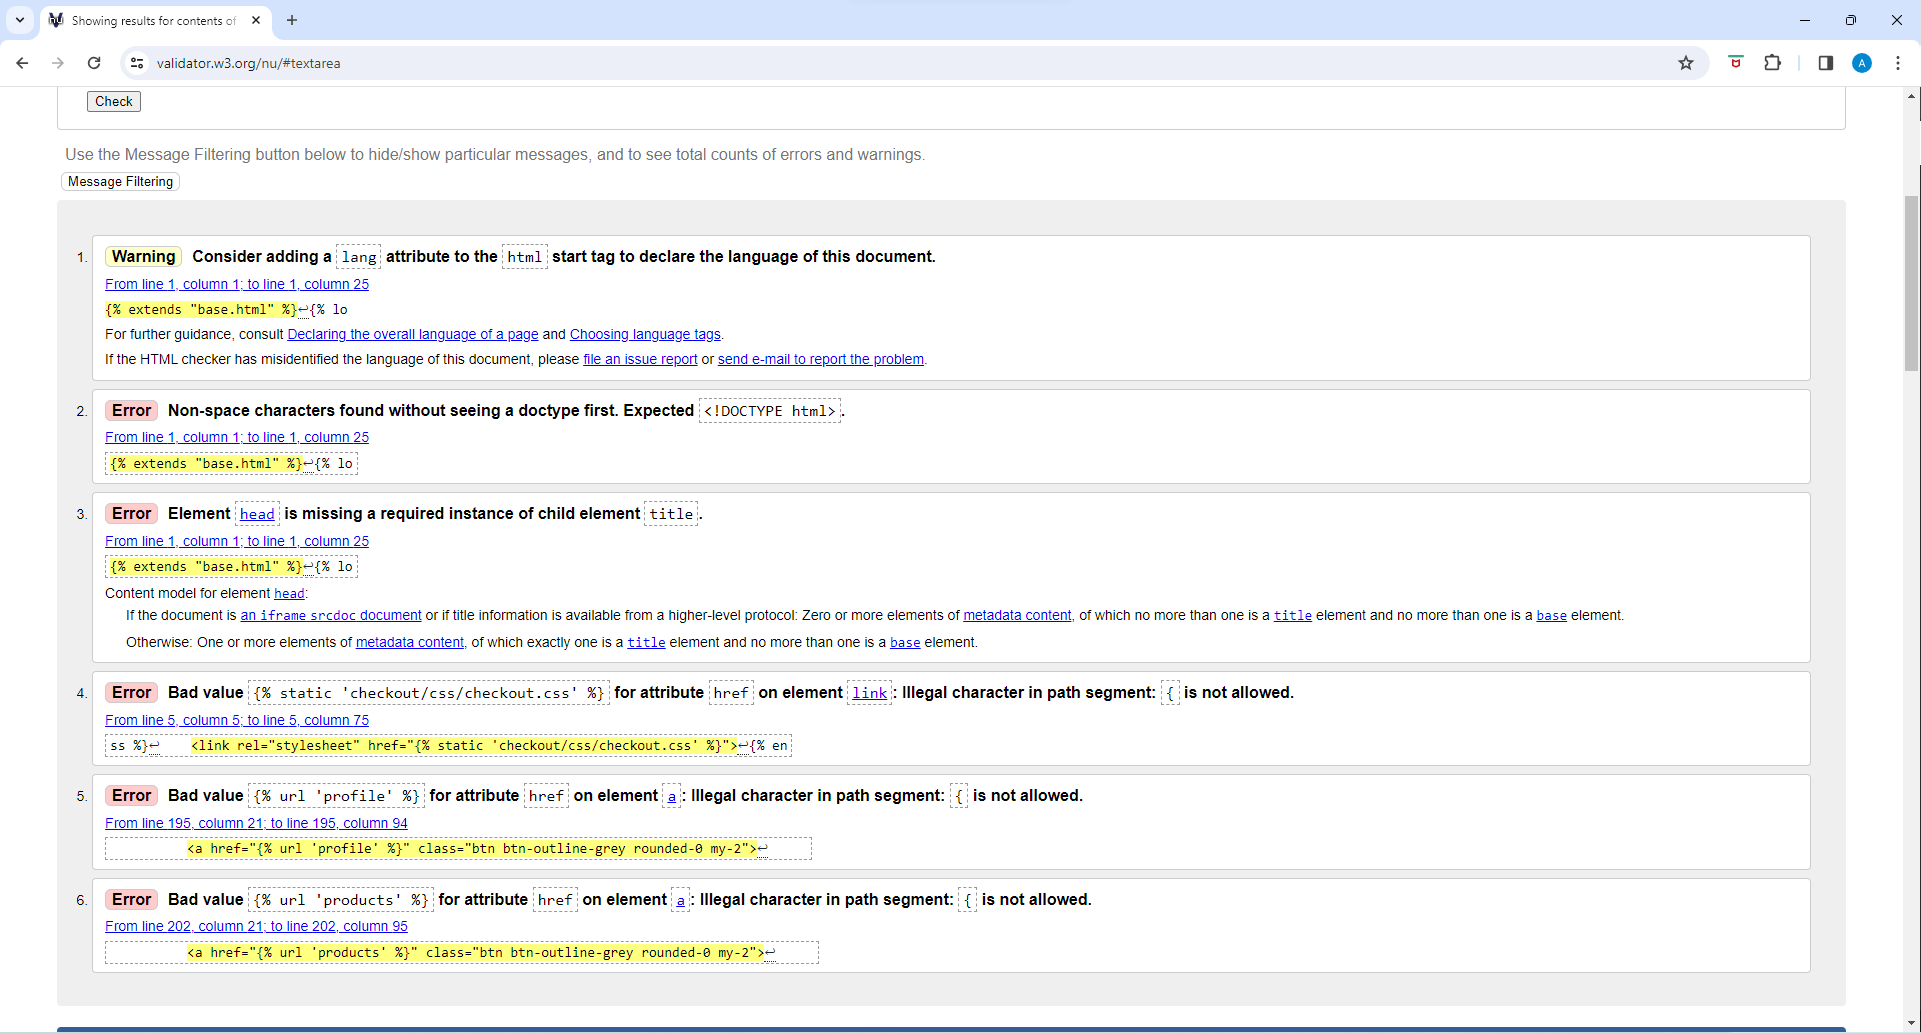 Showing results for contents of
validator.w3.org/nu/#textarea
A
Check
Use the Message Filtering button below to hide/show particular messages, and to see total counts of errors and warnings.
Message Filtering
1. Warning Consider adding a lang attribute to the html start tag to declare the language of this document.
From line 1, column 1; to line 1, column 25
{% extends "base.html" %}↩{% lo
For further guidance, consult Declaring the overall language of a page and Choosing language tags.
If the HTML checker has misidentified the language of this document, please file an issue report or send e-mail to report the problem.
2. Error Non-space characters found without seeing a doctype first. Expected <!DOCTYPE html>.
From line 1, column 1; to line 1, column 25
{% extends "base.html" %}↩{% lo
3. Error Element head is missing a required instance of child element title.
From line 1, column 1; to line 1, column 25
{% extends "base.html" %}↩{% lo
Content model for element head:
If the document is an iframe srcdoc document or if title information is available from a higher-level protocol: Zero or more elements of metadata content, of which no more than one is a title element and no more than one is a base element.
Otherwise: One or more elements of metadata content, of which exactly one is a title element and no more than one is a base element.
4. Error Bad value {% static 'checkout/css/checkout.css' %} for attribute href on element link: Illegal character in path segment: { is not allowed.
From line 5, column 5; to line 5, column 75
ss %}↩    <link rel="stylesheet" href="{% static 'checkout/css/checkout.css' %}">↩{% en
5. Error Bad value {% url 'profile' %} for attribute href on element a: Illegal character in path segment: { is not allowed.
From line 195, column 21; to line 195, column 94
<a href="{% url 'profile' %}" class="btn btn-outline-grey rounded-0 my-2">↩
6. Error Bad value {% url 'products' %} for attribute href on element a: Illegal character in path segment: { is not allowed.
From line 202, column 21; to line 202, column 95
<a href="{% url 'products' %}" class="btn btn-outline-grey rounded-0 my-2">↩